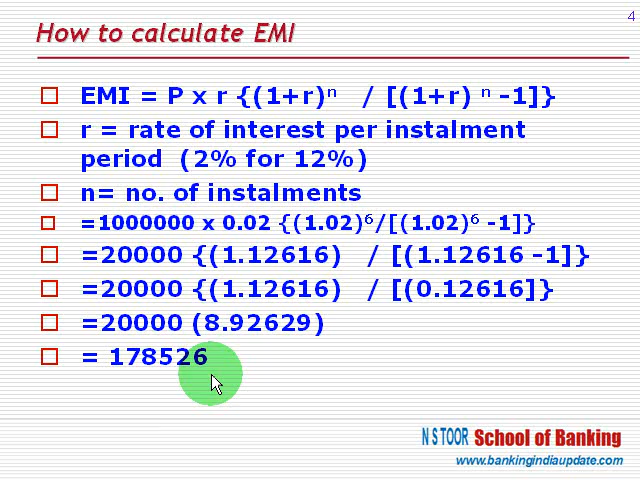 4
How to calculate EMI
EMI = P x r {(1+r)ⁿ / [(1+r) ⁿ -1]}
r = rate of interest per instalment
period (2% for 12%)
n= no. of instalments
=1000000 x 0.02 {(1.02)⁶/[(1.02)⁶ -1]}
=20000 {(1.12616) / [(1.12616 -1]}
=20000 {(1.12616) / [(0.12616]}
=20000 (8.92629)
= 178526
N S TOOR School of Banking
www.bankingindiaupdate.com